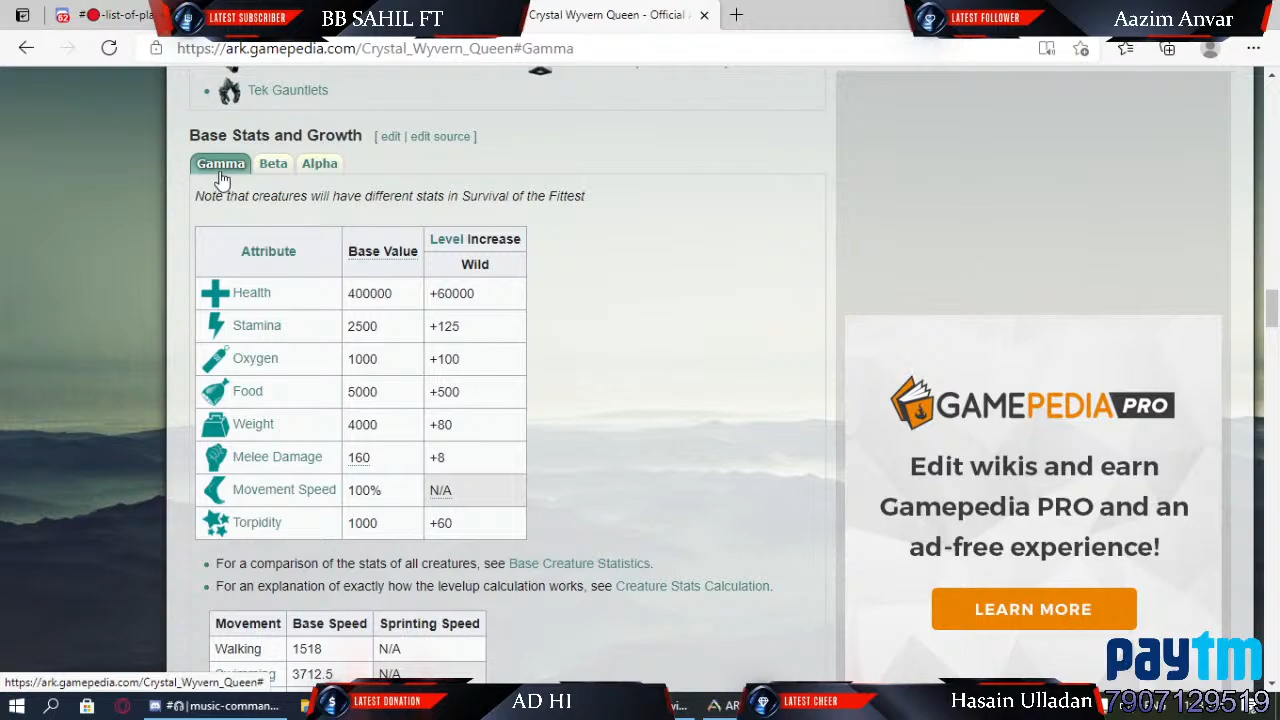 LATEST SUBSCRIBER
BB SAHIL FT
LATEST FOLLOWER
Aazim Anvar
62
#🔴-list-of-p
Crystal Wyvern Queen - Official
https://ark.gamepedia.com/Crystal_Wyvern_Queen#Gamma
Tek Gauntlets
Base Stats and Growth [ edit | edit source ]
Gamma Beta Alpha
Note that creatures will have different stats in Survival of the Fittest
Attribute Base Value Level Increase
Wild
Health 400000 +60000
Stamina 2500 +125
Oxygen 1000 +100
Food 5000 +500
Weight 4000 +80
Melee Damage 160 +8
Movement Speed 100% N/A
Torpidity 1000 +60
For a comparison of the stats of all creatures, see Base Creature Statistics.
For an explanation of exactly how the levelup calculation works, see Creature Stats Calculation.
Movement Base Speed Sprinting Speed
Walking 1518 N/A
Swimming 3712.5 N/A
GAMEPEDIA PRO
Edit wikis and earn
Gamepedia PRO and an
ad-free experience!
LEARN MORE
paytm
7907129519
https://ark.gamepedia.com/Crystal_Wyvern_Queen#
#🎧|music-comman...
LATEST DONATION
AD HI
LATEST CHEER
Hasain Ulladan